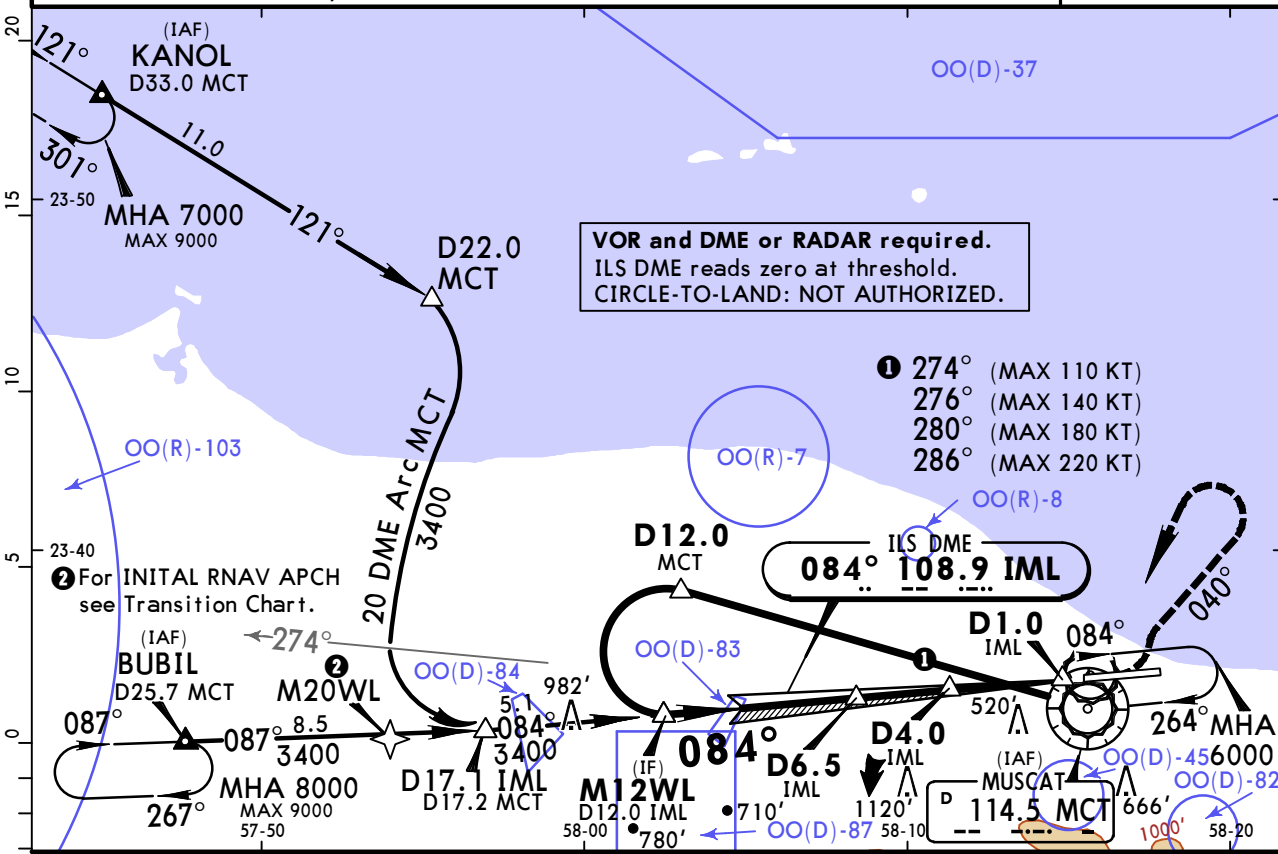 20
15
10
5
0
(IAF)
KANOL
D33.0 MCT
121°
301°
11.0
23-50
MHA 7000
MAX 9000
121°
D22.0
MCT
OO(D)-37
VOR and DME or RADAR required.
ILS DME reads zero at threshold.
CIRCLE-TO-LAND: NOT AUTHORIZED.
1 274° (MAX 110 KT)
276° (MAX 140 KT)
280° (MAX 180 KT)
286° (MAX 220 KT)
OO(R)-103
OO(R)-7
OO(R)-8
20 DME Arc MCT
3400
23-40
2 For INITAL RNAV APCH
see Transition Chart.
D12.0
MCT
ILS DME
084° 108.9 IML
040°
274°
(IAF)
BUBIL
D25.7 MCT
2
M20WL
OO(D)-84
OO(D)-83
1
D1.0
IML
084°
982'
5.1
084°
3400
087°
8.5
087°
3400
520'
264°
MHA
6000
084°
D17.1 IML
D17.2 MCT
MHA 8000
MAX 9000
267°
(IF)
M12WL
D12.0 IML
D6.5
IML
D4.0
IML
(IAF)
MUSCAT
D 114.5 MCT
OO(D)-45
OO(D)-82
710'
780'
OO(D)-87
1120'
666'
1000'
57-50
58-00
58-10
58-20